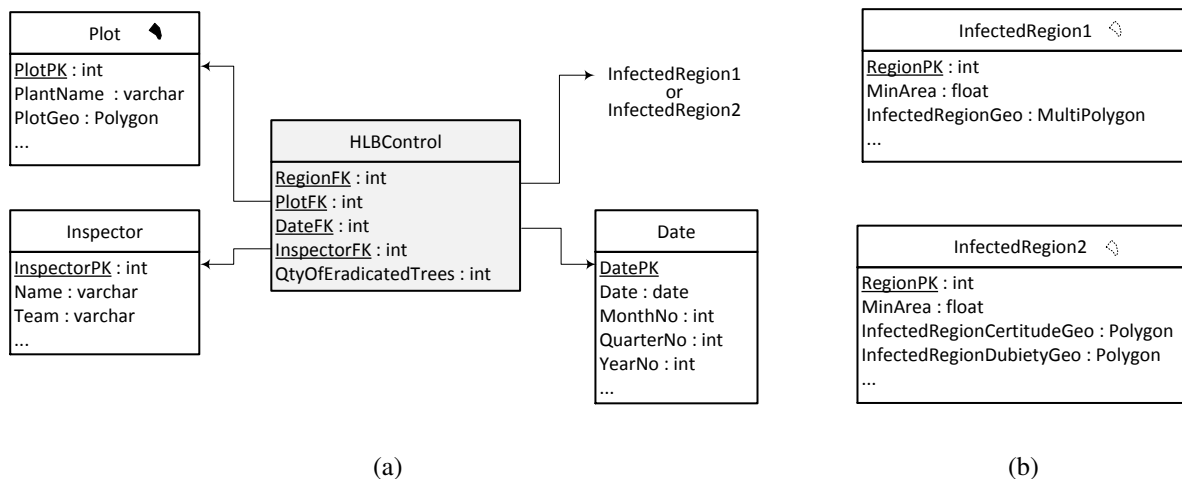 Plot
PlotPK : int
PlantName : varchar
PlotGeo : Polygon
...
Inspector
InspectorPK : int
Name : varchar
Team : varchar
...
HLBControl
RegionFK : int
PlotFK : int
DateFK : int
InspectorFK : int
QtyOfEradicatedTrees : int
InfectedRegion1
or
InfectedRegion2
Date
DatePK
Date : date
MonthNo : int
QuarterNo : int
YearNo : int
...
(a)
InfectedRegion1
RegionPK : int
MinArea : float
InfectedRegionGeo : MultiPolygon
...
InfectedRegion2
RegionPK : int
MinArea : float
InfectedRegionCertitudeGeo : Polygon
InfectedRegionDubietyGeo : Polygon
...
(b)